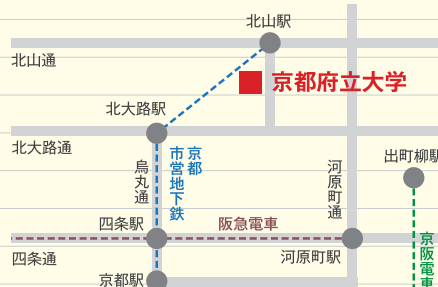 北山駅
北山通
京都府立大学
北大路駅
北大路通
京都
市営地下鉄
烏丸通
河原町通
出町柳駅
四条駅
阪急電車
四条通
河原町駅
京阪電車
京都駅